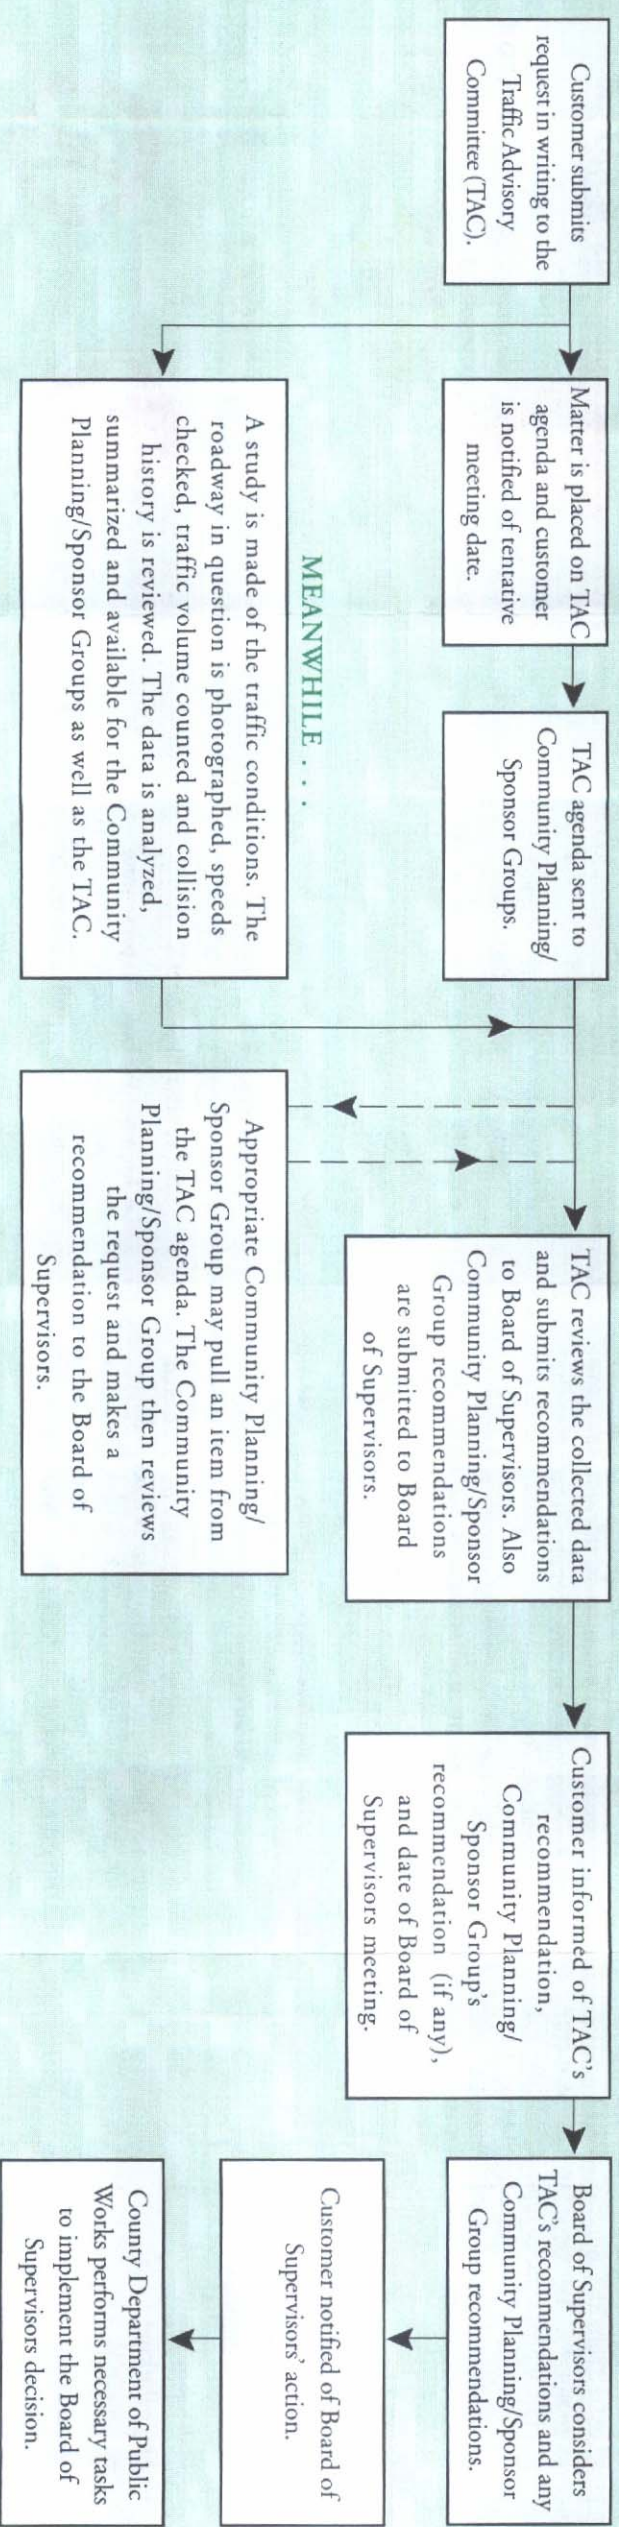 Customer submits
request in writing to the
Traffic Advisory
Committee (TAC).
Matter is placed on TAC
agenda and customer
is notified of tentative
meeting date.
TAC agenda sent to
Community Planning/
Sponsor Groups.
MEANWHILE . . .
A study is made of the traffic conditions. The
roadway in question is photographed, speeds
checked, traffic volume counted and collision
history is reviewed. The data is analyzed,
summarized and available for the Community
Planning/Sponsor Groups as well as the TAC.
Appropriate Community Planning/
Sponsor Group may pull an item from
the TAC agenda. The Community
Planning/Sponsor Group then reviews
the request and makes a
recommendation to the Board of
Supervisors.
TAC reviews the collected data
and submits recommendations
to Board of Supervisors. Also
Community Planning/Sponsor
Group recommendations
are submitted to Board
of Supervisors.
Customer informed of TAC's
recommendation,
Community Planning/
Sponsor Group's
recommendation (if any),
and date of Board of
Supervisors meeting.
Board of Supervisors considers
TAC's recommendations and any
Community Planning/Sponsor
Group recommendations.
Customer notified of Board of
Supervisors' action.
County Department of Public
Works performs necessary tasks
to implement the Board of
Supervisors decision.